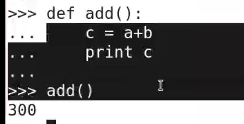 >>> def add():
...     c = a+b
...     print c
...
>>> add()
300